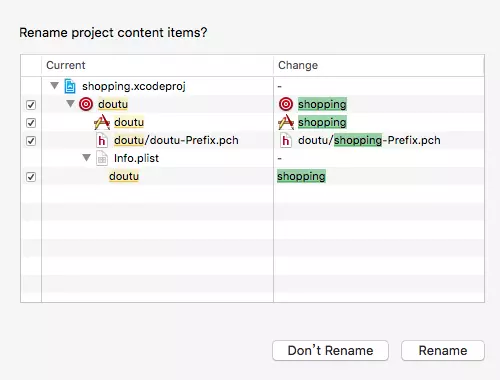 Rename project content items?
Current Change
shopping.xcodeproj -
doutu shopping
doutu shopping
doutu/doutu-Prefix.pch doutu/shopping-Prefix.pch
Info.plist -
doutu shopping
Don't Rename Rename